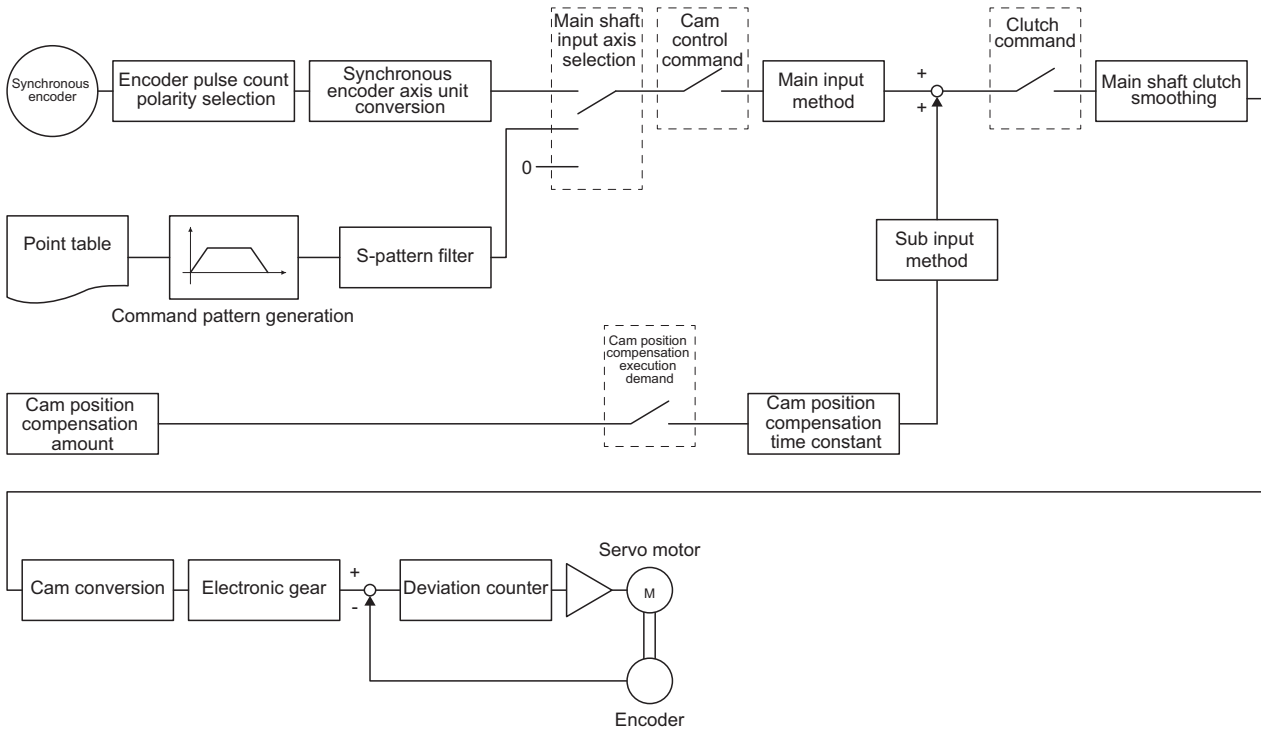 Synchronous
encoder
Encoder pulse count
polarity selection
Synchronous
encoder axis unit
conversion
Main shaft
input axis
selection
0
Cam
control
command
Main input
method
+
+
Clutch
command
Main shaft clutch
smoothing
Point table
Command pattern generation
S-pattern filter
Sub input
method
Cam position
compensation
amount
Cam position
compensation
execution
demand
Cam position
compensation
time constant
Cam conversion
Electronic gear
+
-
Deviation counter
Servo motor
M
Encoder